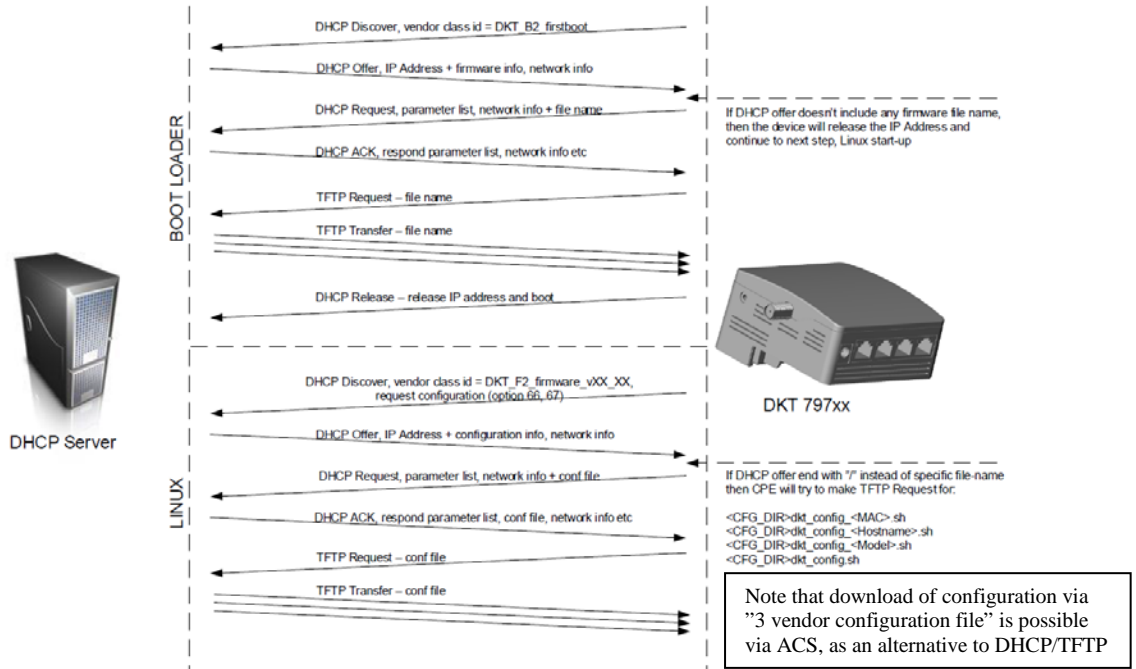 DHCP Discover, vendor class id = DKT_B2_firstboot
DHCP Offer, IP Address + firmware info, network info
If DHCP offer doesn't include any firmware file name,
then the device will release the IP Address and
continue to next step, Linux start-up
DHCP Request, parameter list, network info + file name
DHCP ACK, respond parameter list, network info etc
TFTP Request – file name
TFTP Transfer – file name
DHCP Release – release IP address and boot
BOOT LOADER
DHCP Server
DKT 797xx
DHCP Discover, vendor class id = DKT_F2_firmware_vXX_XX,
request configuration (option 66, 67)
DHCP Offer, IP Address + configuration info, network info
If DHCP offer end with "/" instead of specific file-name
then CPE will try to make TFTP Request for:
<CFG_DIR>dkt_config_<MAC>.sh
<CFG_DIR>dkt_config_<Hostname>.sh
<CFG_DIR>dkt_config_<Model>.sh
<CFG_DIR>dkt_config.sh
DHCP Request, parameter list, network info + conf file
DHCP ACK, respond parameter list, conf file, network info etc
TFTP Request – conf file
TFTP Transfer – conf file
LINUX
Note that download of configuration via
”3 vendor configuration file” is possible
via ACS, as an alternative to DHCP/TFTP